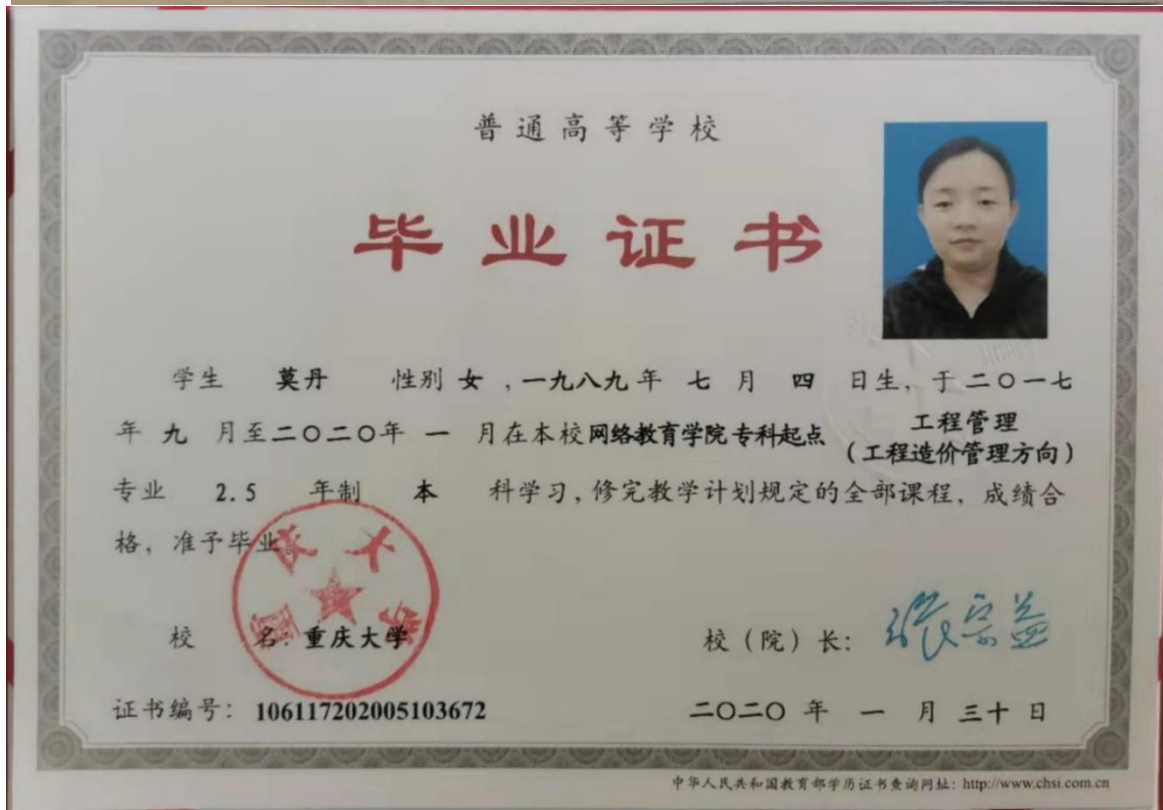 普通高等学校
毕业证书
学生 莫丹 性别 女 ，一九八九年 七 月 四 日生，于二〇一七
年 九 月至二〇二〇年 一 月在本校网络教育学院专科起点 工程管理
（工程造价管理方向）
专业 2.5 年制 本 科学习，修完教学计划规定的全部课程，成绩合
格，准予毕业。
重庆大学
校 名：重庆大学 校（院）长：张宗益
证书编号：106117202005103672 二〇二〇 年 一 月 三十 日
中华人民共和国教育部学历证书查询网址：http://www.chsi.com.cn